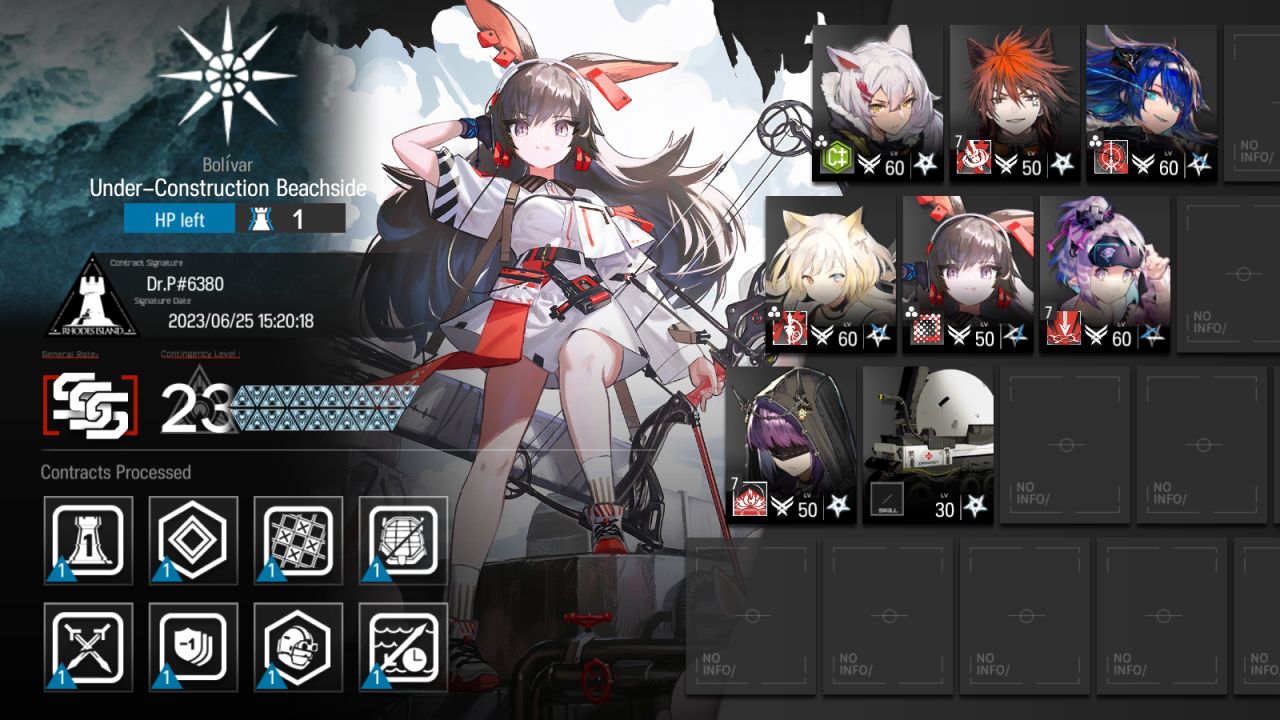 Bolívar
Under-Construction Beachside
HP left 1
Contract Signature
Dr.P#6380
Signature Date
2023/06/25 15:20:18
RHODES ISLAND
General Rate:
Contingency Level :
23
Contracts Processed
1 1 1 1
1 -1 1 1 1
LV 60
7 LV 50
LV 60
NO INFO/
LV 60
LV 50
7 LV 60
NO INFO/
7 LV 50
SKILL LV 30
NO INFO/
NO INFO/
NO INFO/
NO INFO/
NO INFO/
NO INFO/
NO INFO/